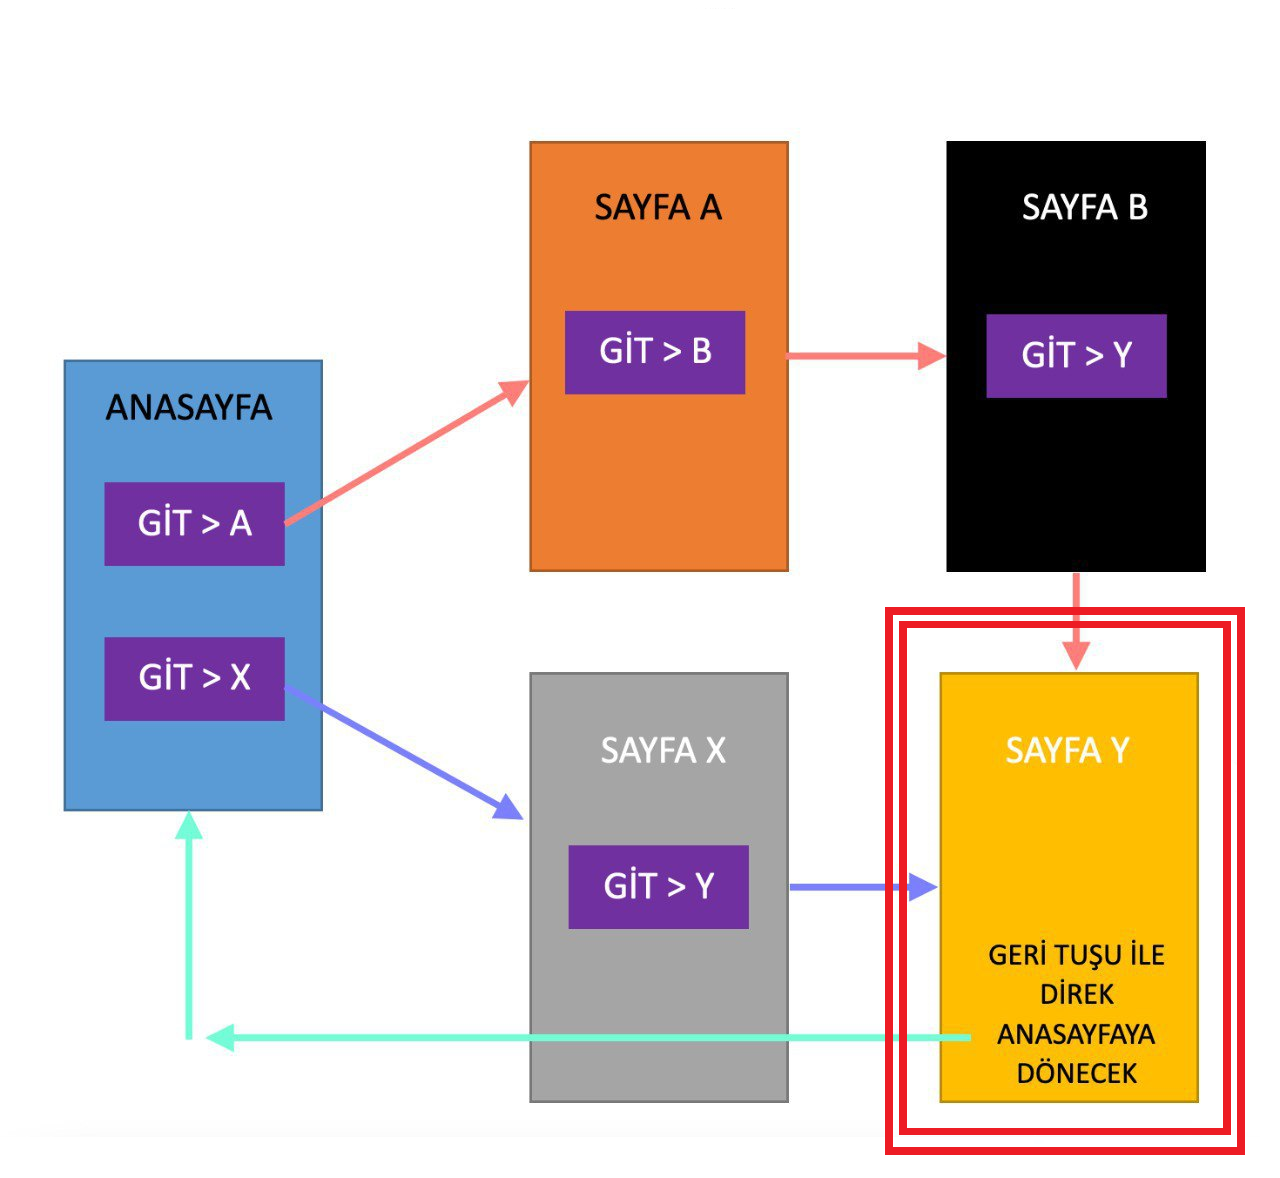 ANASAYFA
GİT > A
GİT > X
SAYFA A
GİT > B
SAYFA B
GİT > Y
SAYFA X
GİT > Y
SAYFA Y
GERİ TUŞU İLE
DİREK
ANASAYFAYA
DÖNECEK